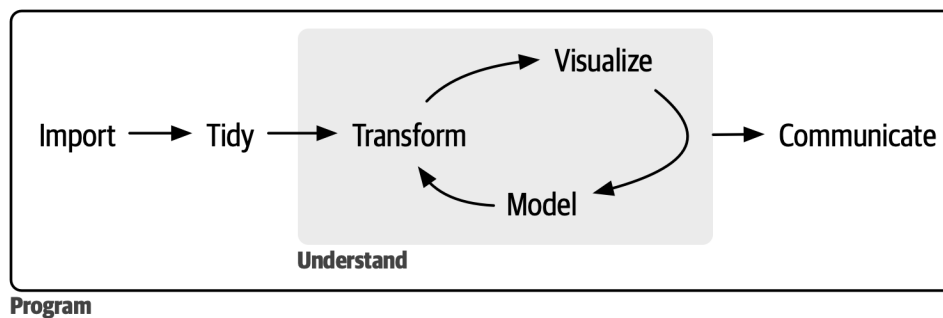 Import
Tidy
Transform
Visualize
Model
Communicate
Understand
Program